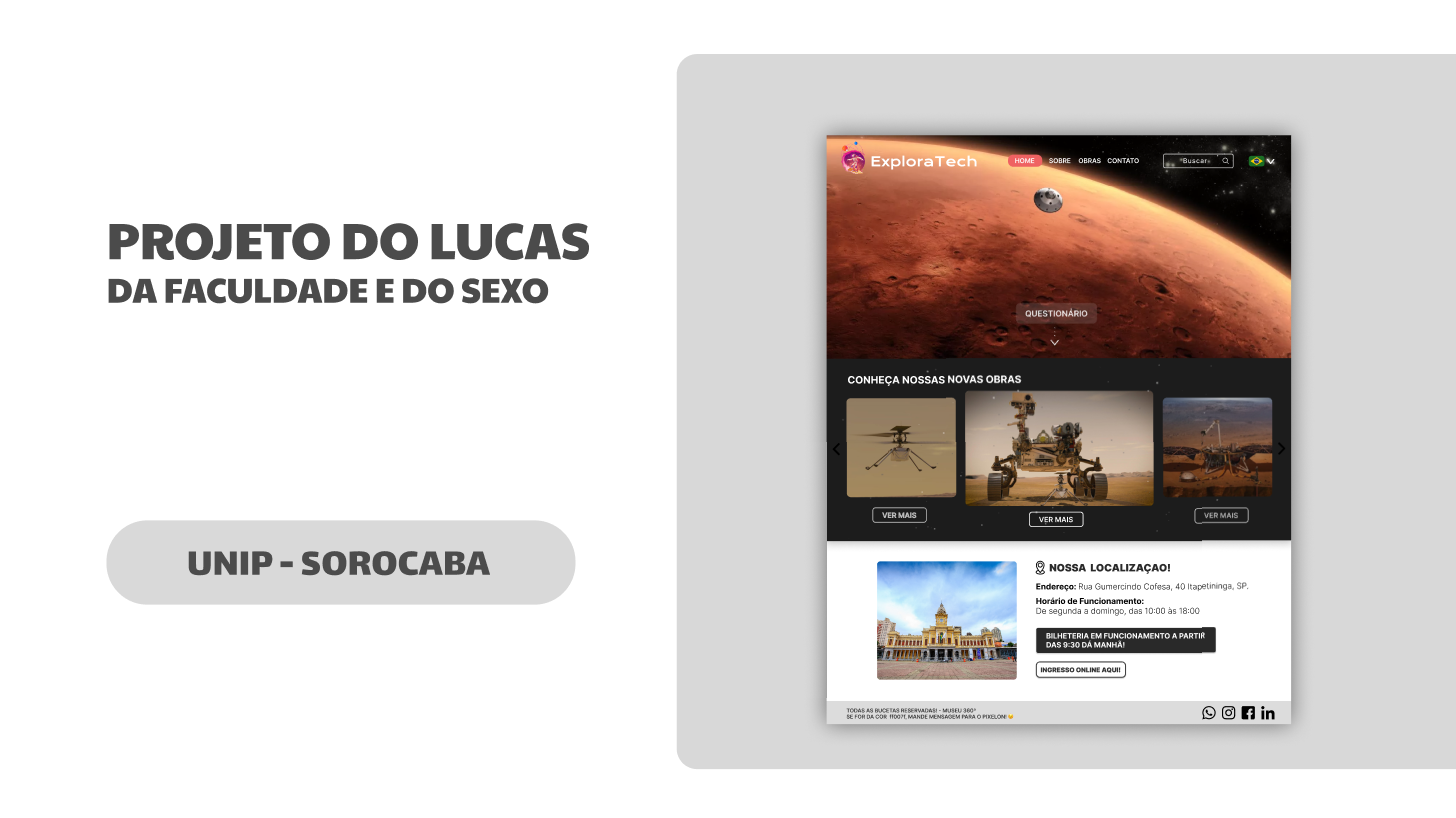 PROJETO DO LUCAS
DA FACULDADE E DO SEXO
UNIP - SOROCABA
ExploraTech
HOME SOBRE OBRAS CONTATO
Buscar
QUESTIONÁRIO
CONHEÇA NOSSAS NOVAS OBRAS
VER MAIS
VER MAIS
VER MAIS
NOSSA LOCALIZAÇAO!
Endereço: Rua Gumercindo Cofesa, 40 Itapetininga, SP.
Horário de Funcionamento:
De segunda a domingo, das 10:00 às 18:00
BILHETERIA EM FUNCIONAMENTO A PARTIR
DAS 9:30 DÁ MANHÃ!
INGRESSO ONLINE AQUI!
TODAS AS BUCETAS RESERVADAS! - MUSEU 360°
SE FOR DA COR ff007f, MANDE MENSAGEM PARA O PIXELON!